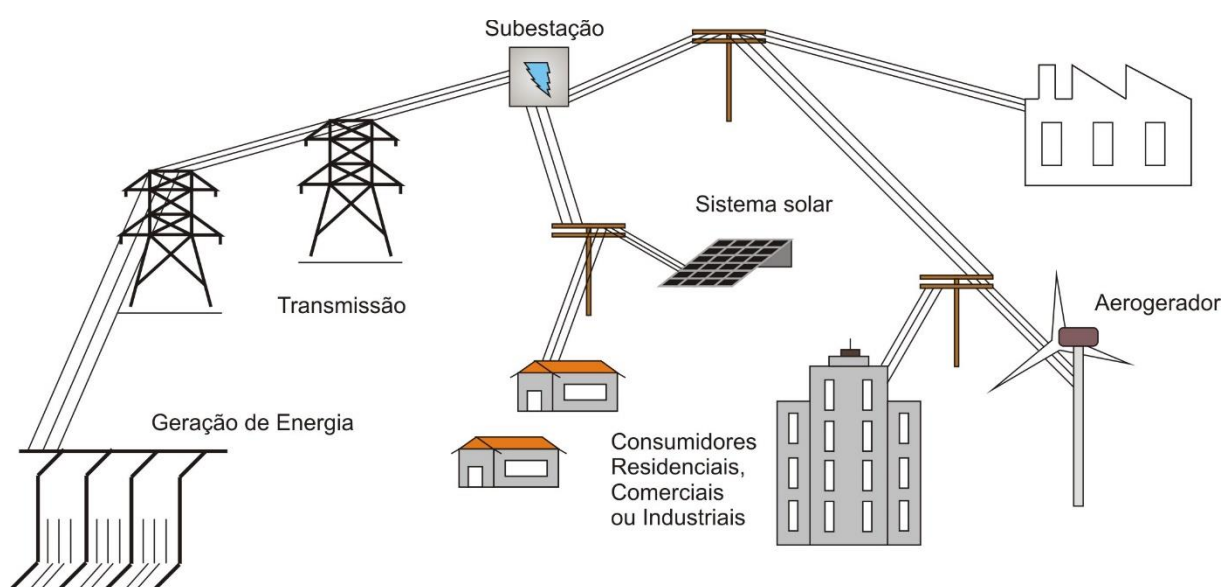 Subestação
Sistema solar
Transmissão
Aerogerador
Geração de Energia
Consumidores
Residenciais,
Comerciais
ou Industriais